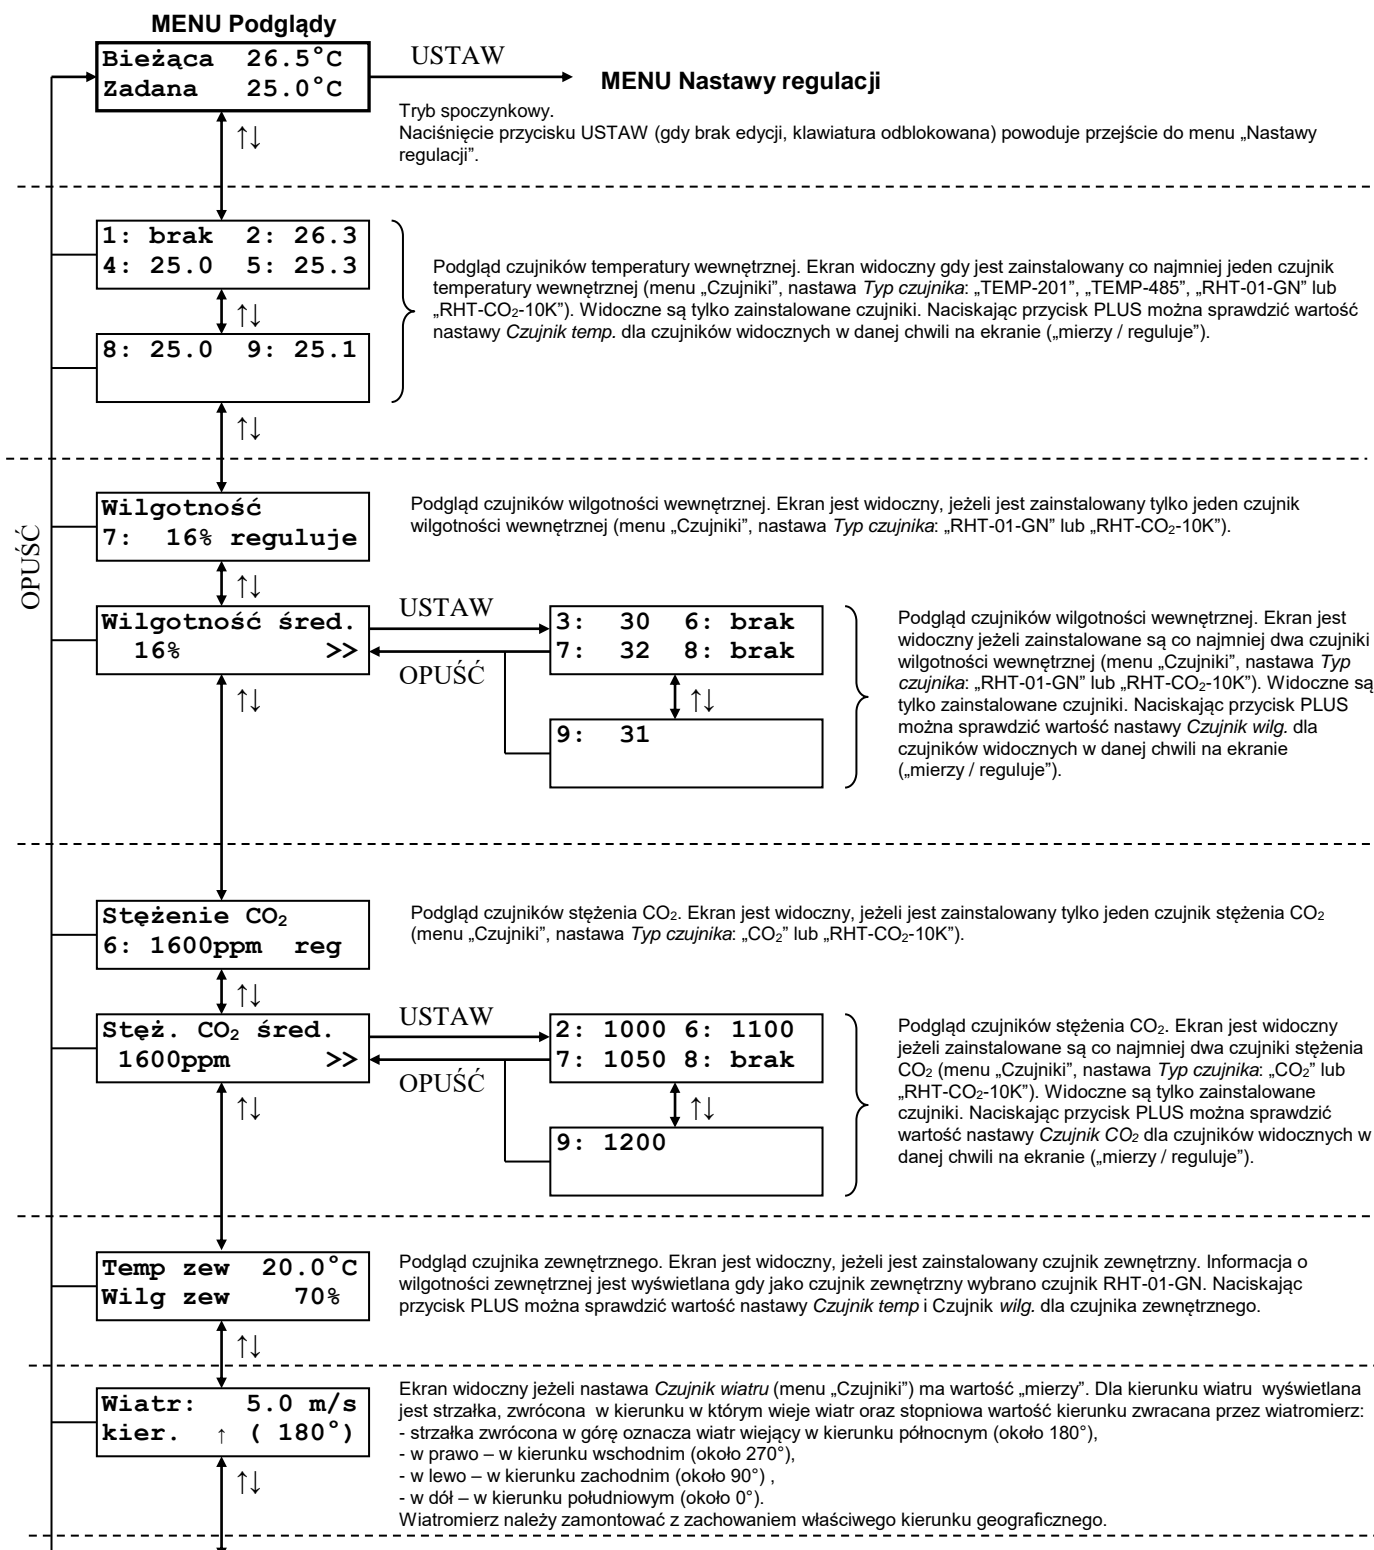 MENU Podglądy
Bieżąca 26.5°C
Zadana 25.0°C
USTAW
MENU Nastawy regulacji
Tryb spoczynkowy.
Naciśnięcie przycisku USTAW (gdy brak edycji, klawiatura odblokowana) powoduje przejście do menu „Nastawy
regulacji”.
↑↓
1: brak 2: 26.3
4: 25.0 5: 25.3
↑↓
8: 25.0 9: 25.1
Podgląd czujników temperatury wewnętrznej. Ekran widoczny gdy jest zainstalowany co najmniej jeden czujnik
temperatury wewnętrznej (menu „Czujniki”, nastawa Typ czujnika: „TEMP-201”, „TEMP-485”, „RHT-01-GN” lub
„RHT-CO₂-10K”). Widoczne są tylko zainstalowane czujniki. Naciskając przycisk PLUS można sprawdzić wartość
nastawy Czujnik temp. dla czujników widocznych w danej chwili na ekranie („mierzy / reguluje”).
↑↓
OPUŚĆ
Wilgotność
7: 16% reguluje
Podgląd czujników wilgotności wewnętrznej. Ekran jest widoczny, jeżeli jest zainstalowany tylko jeden czujnik
wilgotności wewnętrznej (menu „Czujniki”, nastawa Typ czujnika: „RHT-01-GN” lub „RHT-CO₂-10K”).
↑↓
Wilgotność śred.
16% >>
USTAW
OPUŚĆ
3: 30 6: brak
7: 32 8: brak
↑↓
9: 31
Podgląd czujników wilgotności wewnętrznej. Ekran jest
widoczny jeżeli zainstalowane są co najmniej dwa czujniki
wilgotności wewnętrznej (menu „Czujniki”, nastawa Typ
czujnika: „RHT-01-GN” lub „RHT-CO₂-10K”). Widoczne są
tylko zainstalowane czujniki. Naciskając przycisk PLUS
można sprawdzić wartość nastawy Czujnik wilg. dla
czujników widocznych w danej chwili na ekranie
(„mierzy / reguluje”).
↑↓
Stężenie CO₂
6: 1600ppm reg
Podgląd czujników stężenia CO₂. Ekran jest widoczny, jeżeli jest zainstalowany tylko jeden czujnik stężenia CO₂
(menu „Czujniki”, nastawa Typ czujnika: „CO₂” lub „RHT-CO₂-10K”).
↑↓
Stęż. CO₂ śred.
1600ppm >>
USTAW
OPUŚĆ
2: 1000 6: 1100
7: 1050 8: brak
↑↓
9: 1200
Podgląd czujników stężenia CO₂. Ekran jest widoczny
jeżeli zainstalowane są co najmniej dwa czujniki stężenia
CO₂ (menu „Czujniki”, nastawa Typ czujnika: „CO₂” lub
„RHT-CO₂-10K”). Widoczne są tylko zainstalowane
czujniki. Naciskając przycisk PLUS można sprawdzić
wartość nastawy Czujnik CO₂ dla czujników widocznych w
danej chwili na ekranie („mierzy / reguluje”).
↑↓
Temp zew 20.0°C
Wilg zew 70%
Podgląd czujnika zewnętrznego. Ekran jest widoczny, jeżeli jest zainstalowany czujnik zewnętrzny. Informacja o
wilgotności zewnętrznej jest wyświetlana gdy jako czujnik zewnętrzny wybrano czujnik RHT-01-GN. Naciskając
przycisk PLUS można sprawdzić wartość nastawy Czujnik temp i Czujnik wilg. dla czujnika zewnętrznego.
↑↓
Wiatr: 5.0 m/s
kier. ↑ ( 180°)
Ekran widoczny jeżeli nastawa Czujnik wiatru (menu „Czujniki”) ma wartość „mierzy”. Dla kierunku wiatru wyświetlana
jest strzałka, zwrócona w kierunku w którym wieje wiatr oraz stopniowa wartość kierunku zwracana przez wiatromierz:
- strzałka zwrócona w górę oznacza wiatr wiejący w kierunku północnym (około 180°),
- w prawo – w kierunku wschodnim (około 270°),
- w lewo – w kierunku zachodnim (około 90°) ,
- w dół – w kierunku południowym (około 0°).
Wiatromierz należy zamontować z zachowaniem właściwego kierunku geograficznego.
↑↓